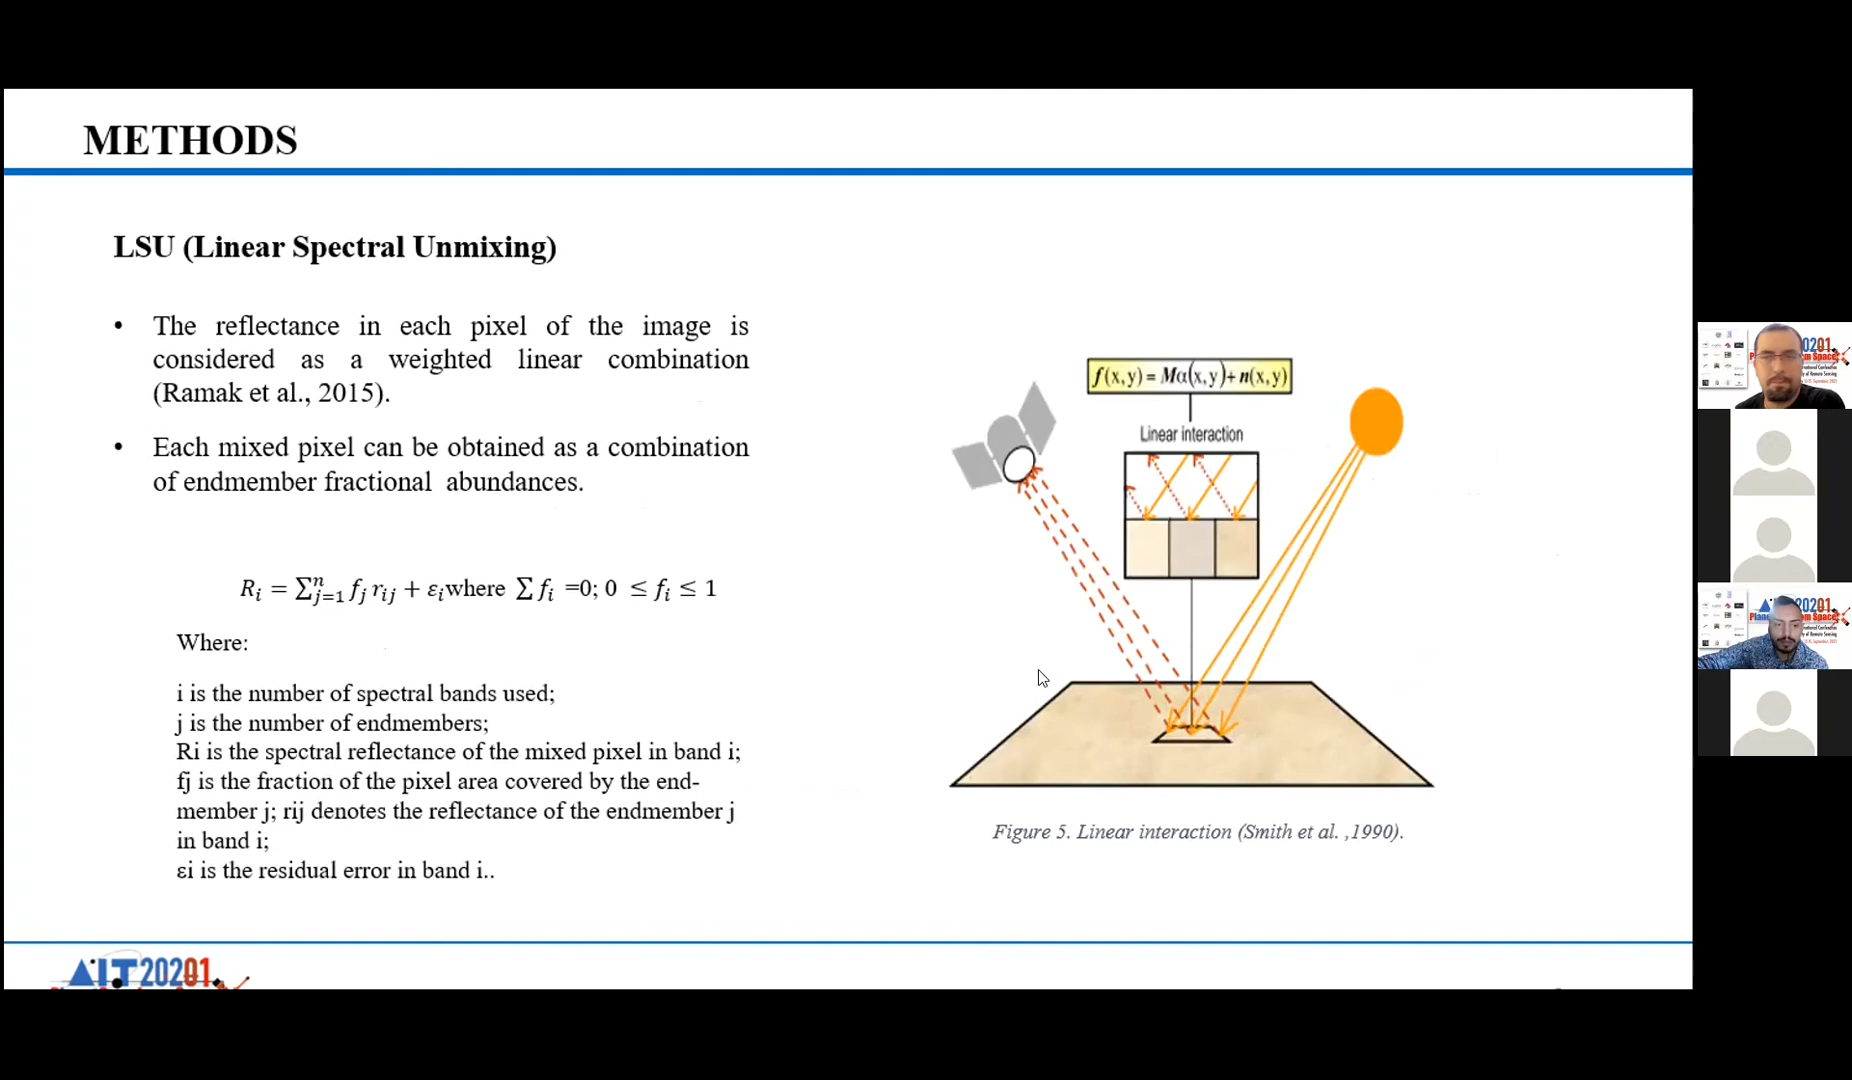 METHODS
LSU (Linear Spectral Unmixing)
• The reflectance in each pixel of the image is
considered as a weighted linear combination
(Ramak et al., 2015).
• Each mixed pixel can be obtained as a combination
of endmember fractional abundances.
R_i = ∑_{j=1}^{n} f_j r_{ij} + ε_i where ∑ f_i =0; 0 ≤ f_i ≤ 1
Where:
i is the number of spectral bands used;
j is the number of endmembers;
Ri is the spectral reflectance of the mixed pixel in band i;
fj is the fraction of the pixel area covered by the end-
member j; rij denotes the reflectance of the endmember j
in band i;
εi is the residual error in band i..
f(x,y) = Mα(x,y)+ n(x,y)
Linear interaction
Figure 5. Linear interaction (Smith et al. ,1990).
AIT20201